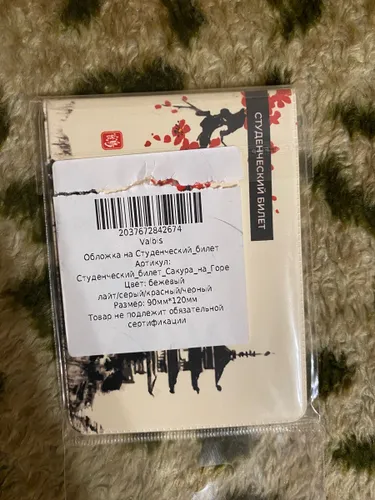 СТУДЕНЧЕСКИЙ БИЛЕТ
2037672842674
Valbis
Обложка на Студенческий_билет
Артикул:
Студенческий_билет_Сакура_на_Горе
Цвет: бежевый
лайт/серый/красный/черный
Размер: 90мм*120мм
Товар не подлежит обязательной
сертификации